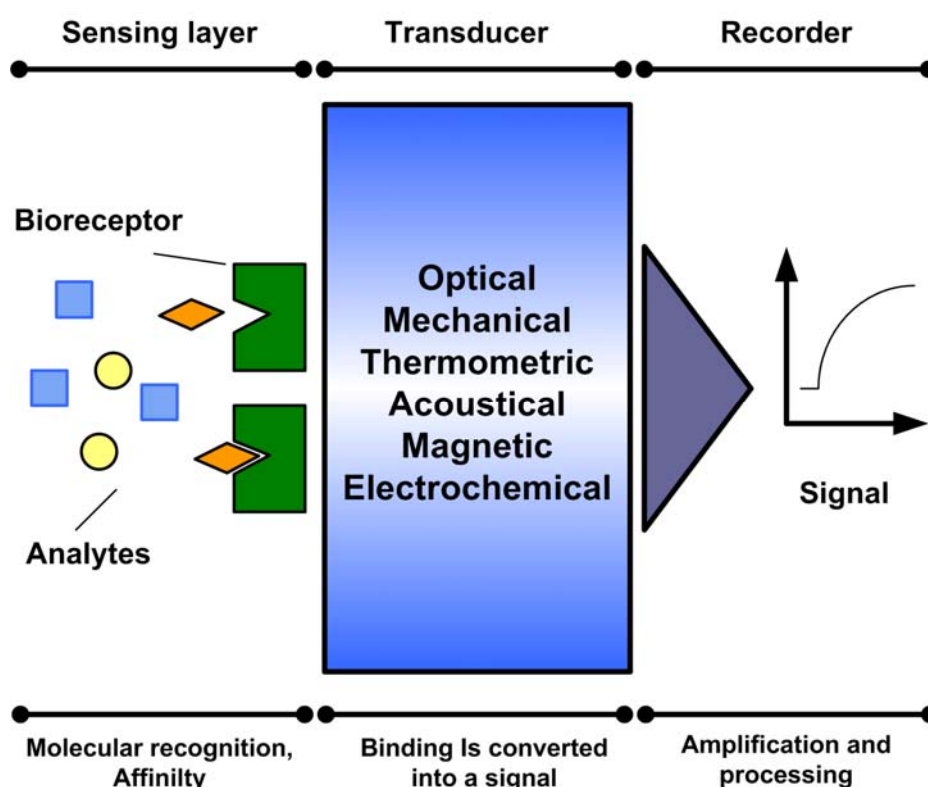 Sensing layer
Transducer
Recorder
Bioreceptor
Optical
Mechanical
Thermometric
Acoustical
Magnetic
Electrochemical
Signal
Analytes
Molecular recognition,
Affinilty
Binding Is converted
into a signal
Amplification and
processing